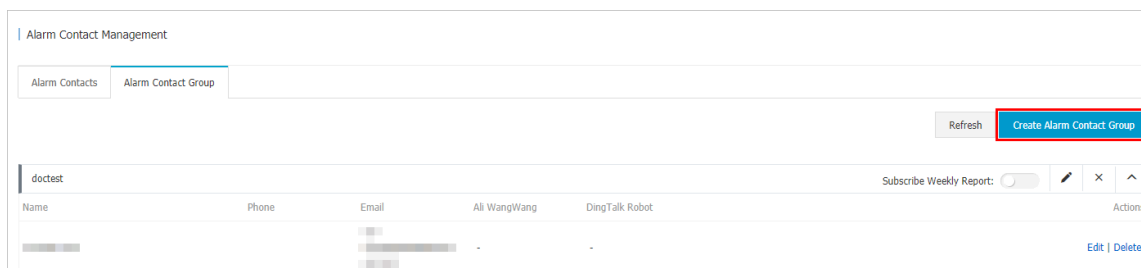 Alarm Contact Management
Alarm Contacts Alarm Contact Group
Refresh Create Alarm Contact Group
doctest Subscribe Weekly Report:
Name Phone Email Ali WangWang DingTalk Robot Actions
- - Edit | Delete